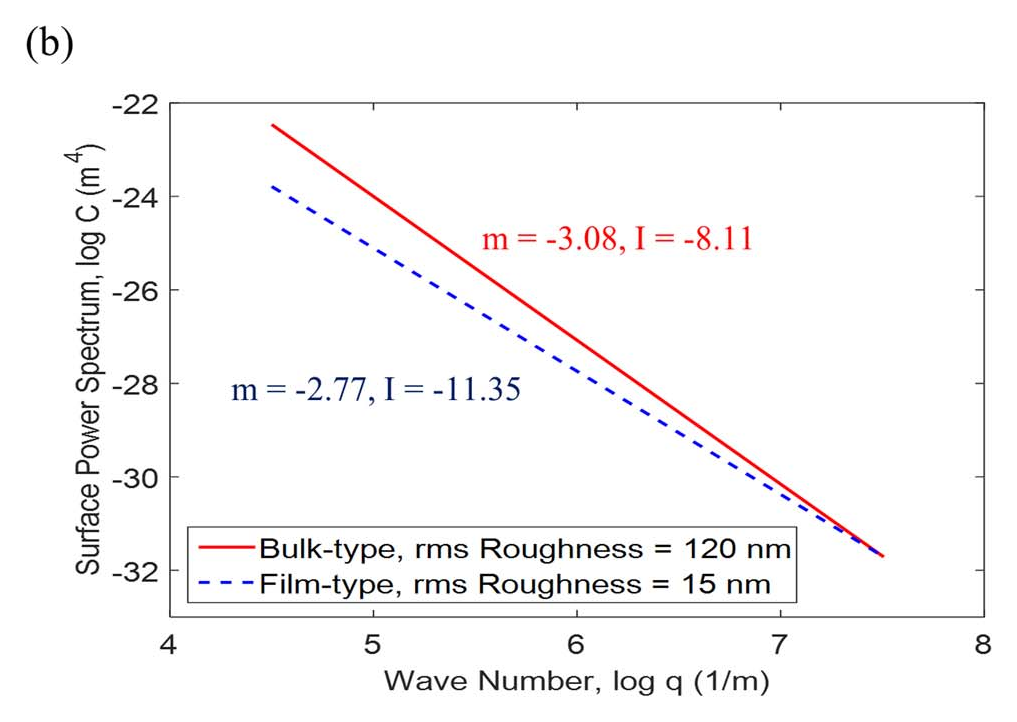 (b)
-22
-24
-26
-28
-30
-32
Surface Power Spectrum, log C (m⁴)
m = -3.08, I = -8.11
m = -2.77, I = -11.35
Bulk-type, rms Roughness = 120 nm
Film-type, rms Roughness = 15 nm
4 5 6 7 8
Wave Number, log q (1/m)